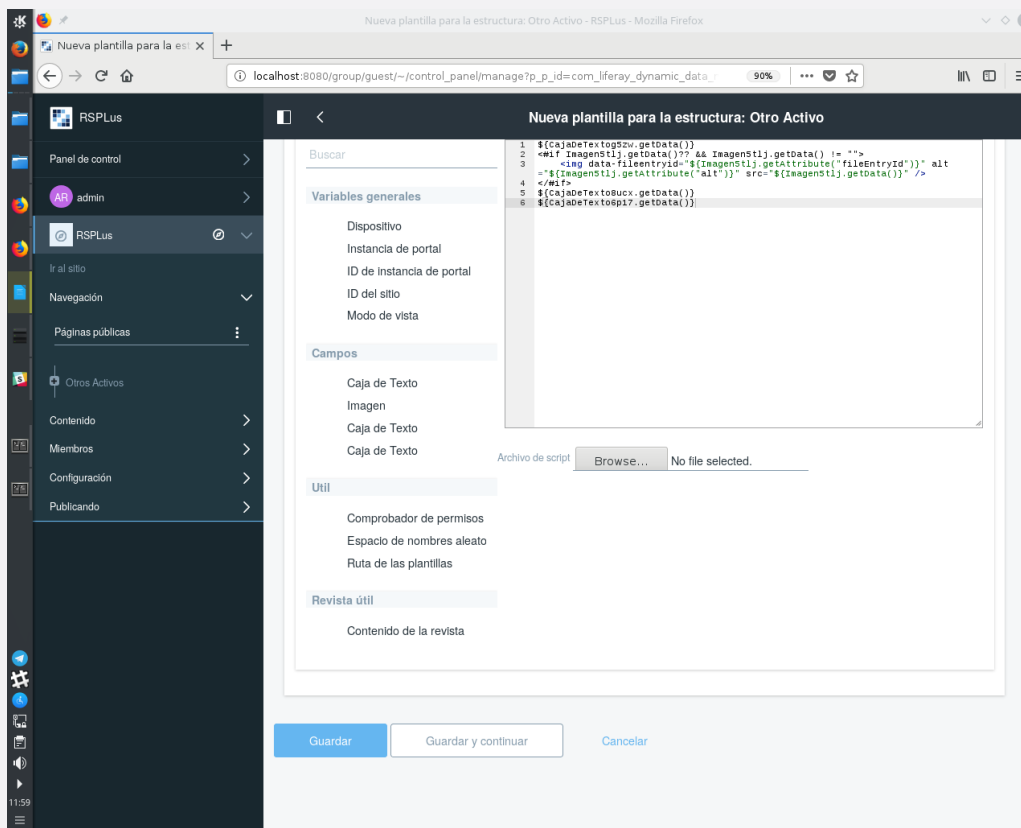 Nueva plantilla para la estructura: Otro Activo - RSPLus - Mozilla Firefox
Nueva plantilla para la est
localhost:8080/group/guest/~/control_panel/manage?p_p_id=com_liferay_dynamic_data_
90%
RSPLus
Nueva plantilla para la estructura: Otro Activo
Panel de control
AR admin
RSPLus
Ir al sitio
Navegación
Páginas públicas
Otros Activos
Contenido
Miembros
Configuración
Publicando
Buscar
Variables generales
Dispositivo
Instancia de portal
ID de instancia de portal
ID del sitio
Modo de vista
Campos
Caja de Texto
Imagen
Caja de Texto
Caja de Texto
Util
Comprobador de permisos
Espacio de nombres aleato
Ruta de las plantillas
Revista útil
Contenido de la revista
1 ${CajaDeTextog5zw.getData()}
2 <#if Imagen5tlj.getData()?? && Imagen5tlj.getData() != "">
3 <img data-fileentryid="${Imagen5tlj.getAttribute("fileEntryId")}" alt
="${Imagen5tlj.getAttribute("alt")}" src="${Imagen5tlj.getData()}" />
4 </#if>
5 ${CajaDeTexto8ucx.getData()}
6 ${CajaDeTexto6p17.getData()}
Archivo de script Browse... No file selected.
Guardar
Guardar y continuar
Cancelar
11:59